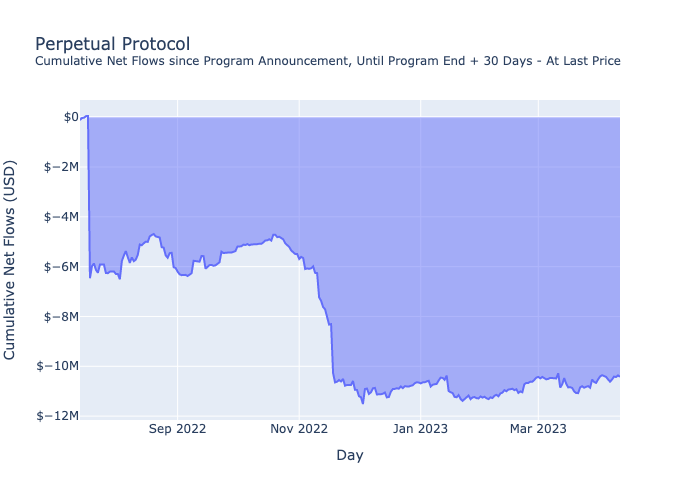 Perpetual Protocol
Cumulative Net Flows since Program Announcement, Until Program End + 30 Days - At Last Price
Cumulative Net Flows (USD)
$0
$−2M
$−4M
$−6M
$−8M
$−10M
$−12M
Sep 2022
Nov 2022
Jan 2023
Mar 2023
Day